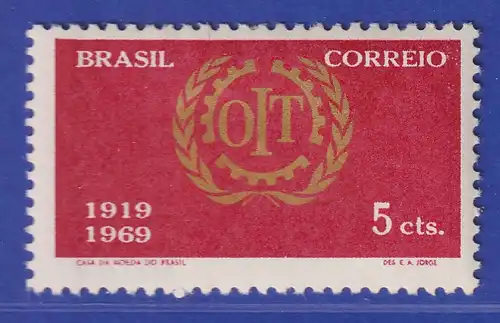 BRASIL CORREIO
OIT
1919
1969
5 cts.
CASA DA MOEDA DO BRASIL DES. E. A. JORGE